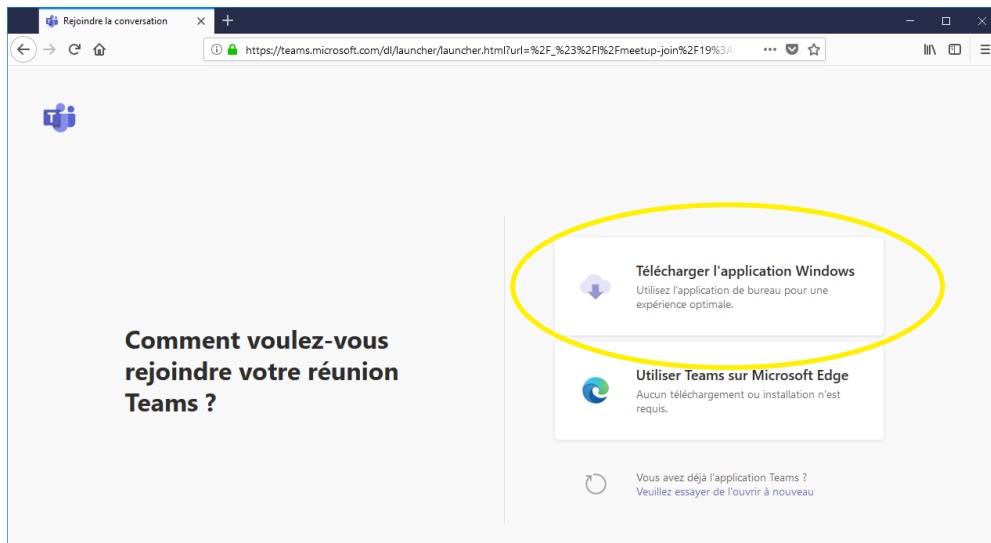 Rejoindre la conversation
https://teams.microsoft.com/dl/launcher/launcher.html?url=%2F_%23%2Fl%2Fmeetup-join%2F19%3A
Télécharger l'application Windows
Utilisez l'application de bureau pour une
expérience optimale.
Comment voulez-vous
rejoindre votre réunion
Teams ?
Utiliser Teams sur Microsoft Edge
Aucun téléchargement ou installation n'est
requis.
Vous avez déjà l'application Teams ?
Veuillez essayer de l'ouvrir à nouveau